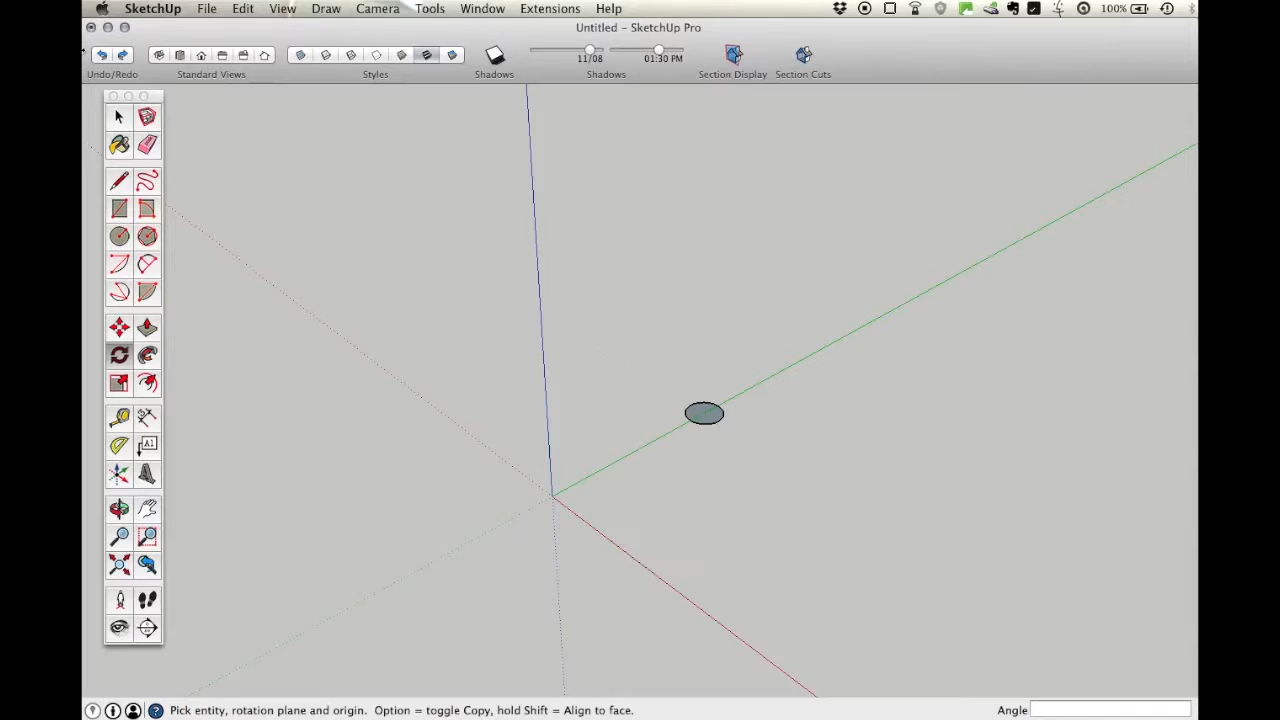 SketchUp File Edit View Draw Camera Tools Window Extensions Help 100%
Untitled – SketchUp Pro
11/08 01:30 PM
Undo/Redo Standard Views Styles Shadows Shadows Section Display Section Cuts
A1
Pick entity, rotation plane and origin. Option = toggle Copy, hold Shift = Align to face. Angle